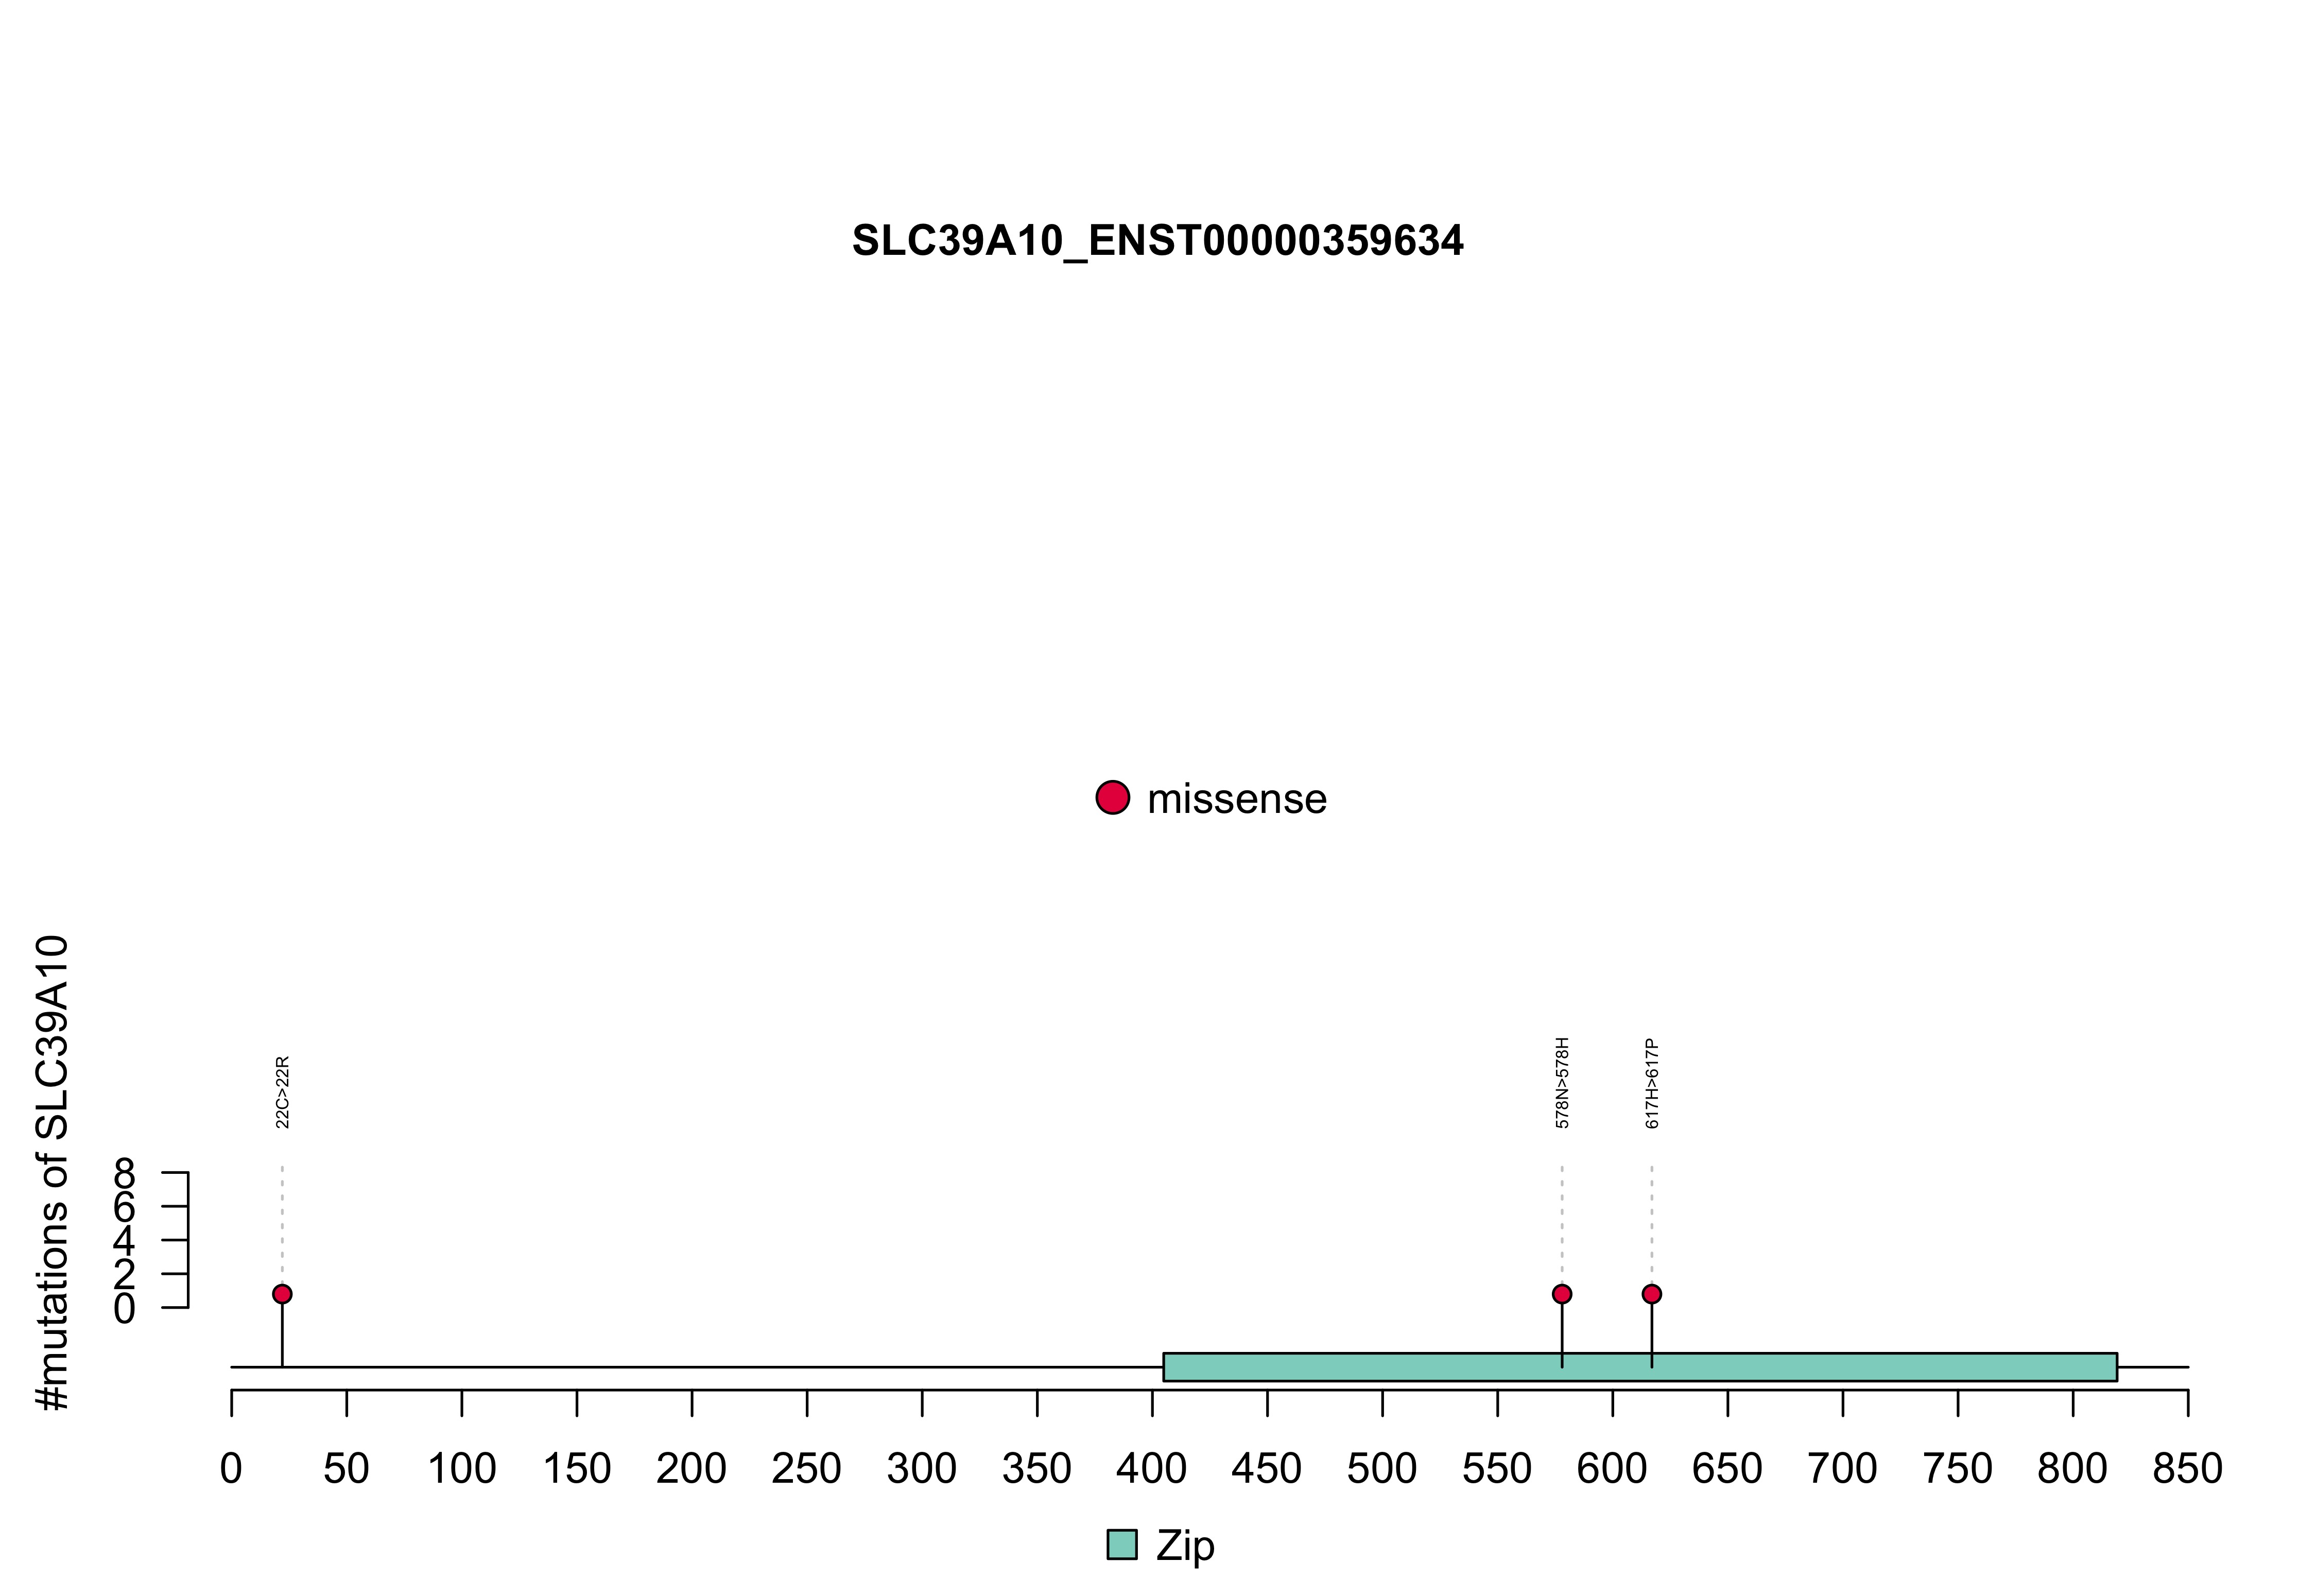 SLC39A10_ENST00000359634
missense
#mutations of SLC39A10
22C>22R
578N>578H
617H>617P
8
6
4
2
0
0 50 100 150 200 250 300 350 400 450 500 550 600 650 700 750 800 850
Zip